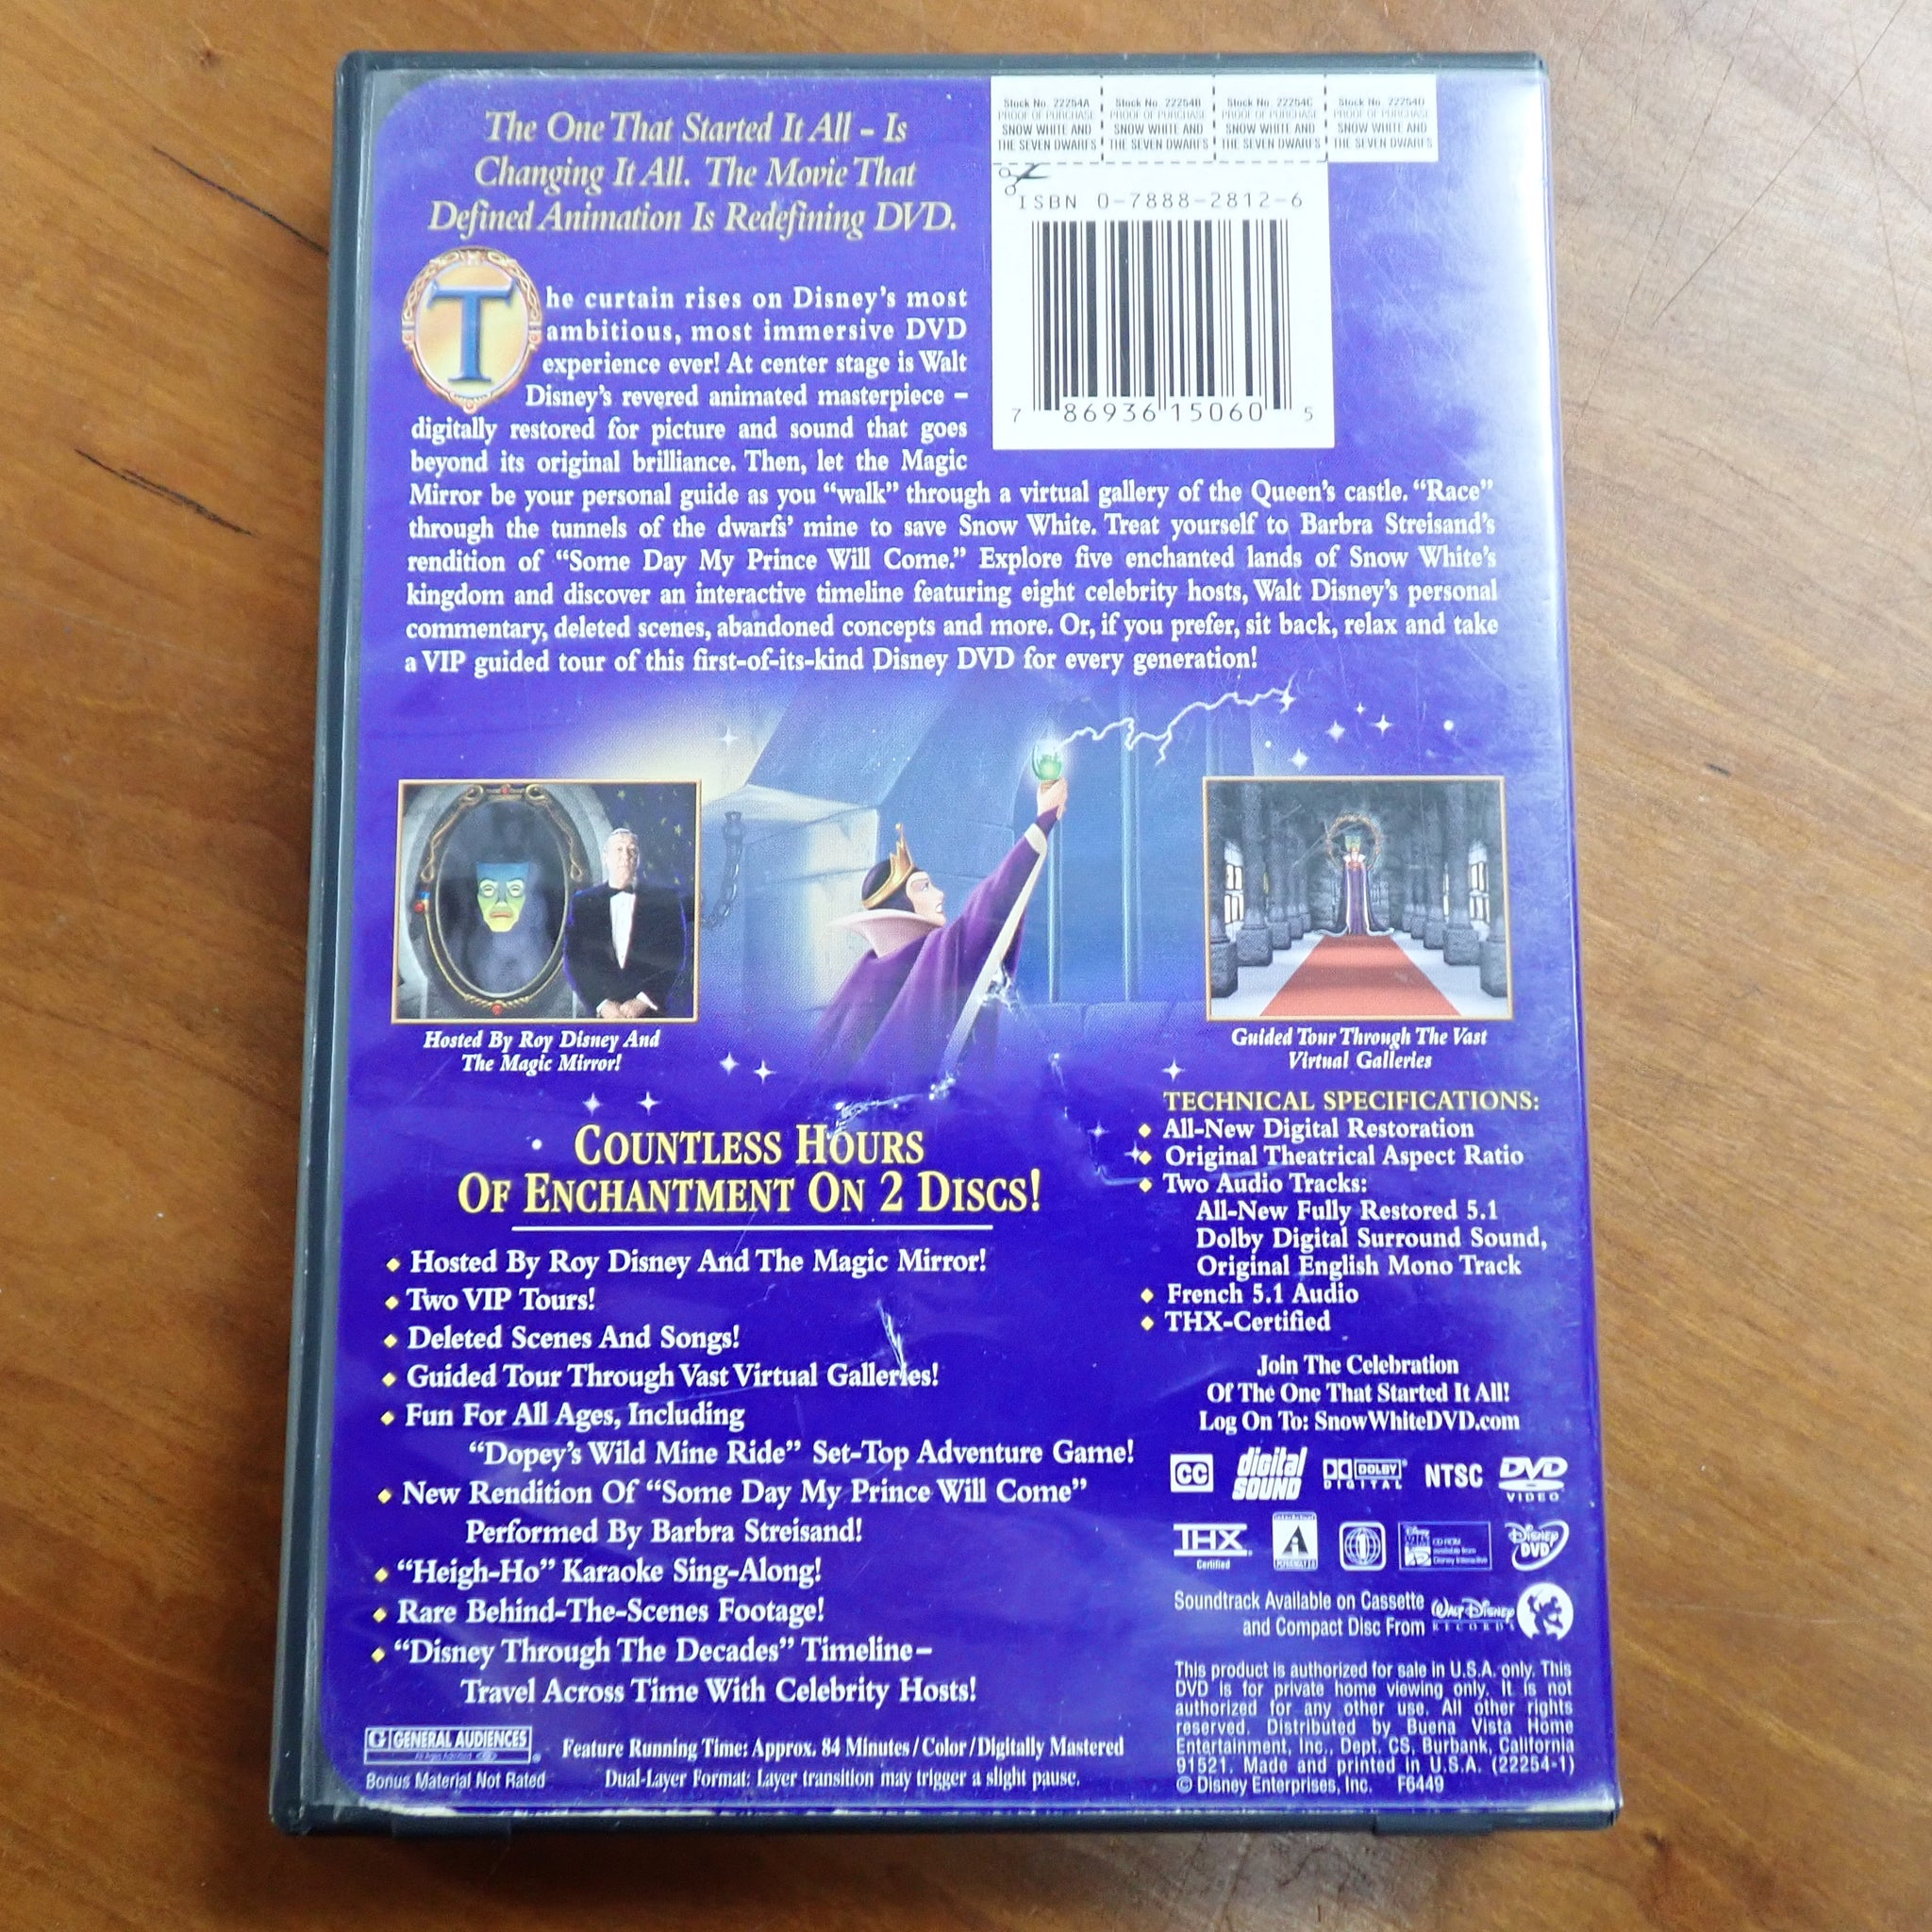 The One That Started It All – Is
Changing It All. The Movie That
Defined Animation Is Redefining DVD.
Stock No. 22254A
PROOF OF PURCHASE
SNOW WHITE AND
THE SEVEN DWARFS
Stock No. 22254B
PROOF OF PURCHASE
SNOW WHITE AND
THE SEVEN DWARFS
Stock No. 22254C
PROOF OF PURCHASE
SNOW WHITE AND
THE SEVEN DWARFS
Stock No. 22254D
PROOF OF PURCHASE
SNOW WHITE AND
THE SEVEN DWARFS
ISBN 0-7888-2812-6
7 86936 15060 5
The curtain rises on Disney's most
ambitious, most immersive DVD
experience ever! At center stage is Walt
Disney's revered animated masterpiece –
digitally restored for picture and sound that goes
beyond its original brilliance. Then, let the Magic
Mirror be your personal guide as you “walk” through a virtual gallery of the Queen's castle. “Race”
through the tunnels of the dwarfs' mine to save Snow White. Treat yourself to Barbra Streisand's
rendition of “Some Day My Prince Will Come.” Explore five enchanted lands of Snow White's
kingdom and discover an interactive timeline featuring eight celebrity hosts, Walt Disney's personal
commentary, deleted scenes, abandoned concepts and more. Or, if you prefer, sit back, relax and take
a VIP guided tour of this first-of-its-kind Disney DVD for every generation!
Hosted By Roy Disney And
The Magic Mirror!
Guided Tour Through The Vast
Virtual Galleries
COUNTLESS HOURS
OF ENCHANTMENT ON 2 DISCS!
Hosted By Roy Disney And The Magic Mirror!
Two VIP Tours!
Deleted Scenes And Songs!
Guided Tour Through Vast Virtual Galleries!
Fun For All Ages, Including
“Dopey's Wild Mine Ride” Set-Top Adventure Game!
New Rendition Of “Some Day My Prince Will Come”
Performed By Barbra Streisand!
“Heigh-Ho” Karaoke Sing-Along!
Rare Behind-The-Scenes Footage!
“Disney Through The Decades” Timeline–
Travel Across Time With Celebrity Hosts!
TECHNICAL SPECIFICATIONS:
All-New Digital Restoration
Original Theatrical Aspect Ratio
Two Audio Tracks:
All-New Fully Restored 5.1
Dolby Digital Surround Sound,
Original English Mono Track
French 5.1 Audio
THX-Certified
Join The Celebration
Of The One That Started It All!
Log On To: SnowWhiteDVD.com
CC digital SOUND DOLBY DIGITAL NTSC DVD VIDEO
THX Certified A 1 CD-ROM available from Disney Interactive Disney DVD
Soundtrack Available on Cassette
and Compact Disc From Walt Disney RECORDS
This product is authorized for sale in U.S.A. only. This
DVD is for private home viewing only. It is not
authorized for any other use. All other rights
reserved. Distributed by Buena Vista Home
Entertainment, Inc., Dept. CS, Burbank, California
91521. Made and printed in U.S.A. (22254-1)
© Disney Enterprises, Inc. F6449
G GENERAL AUDIENCES
All Ages Admitted
Bonus Material Not Rated
Feature Running Time: Approx. 84 Minutes / Color / Digitally Mastered
Dual-Layer Format: Layer transition may trigger a slight pause.